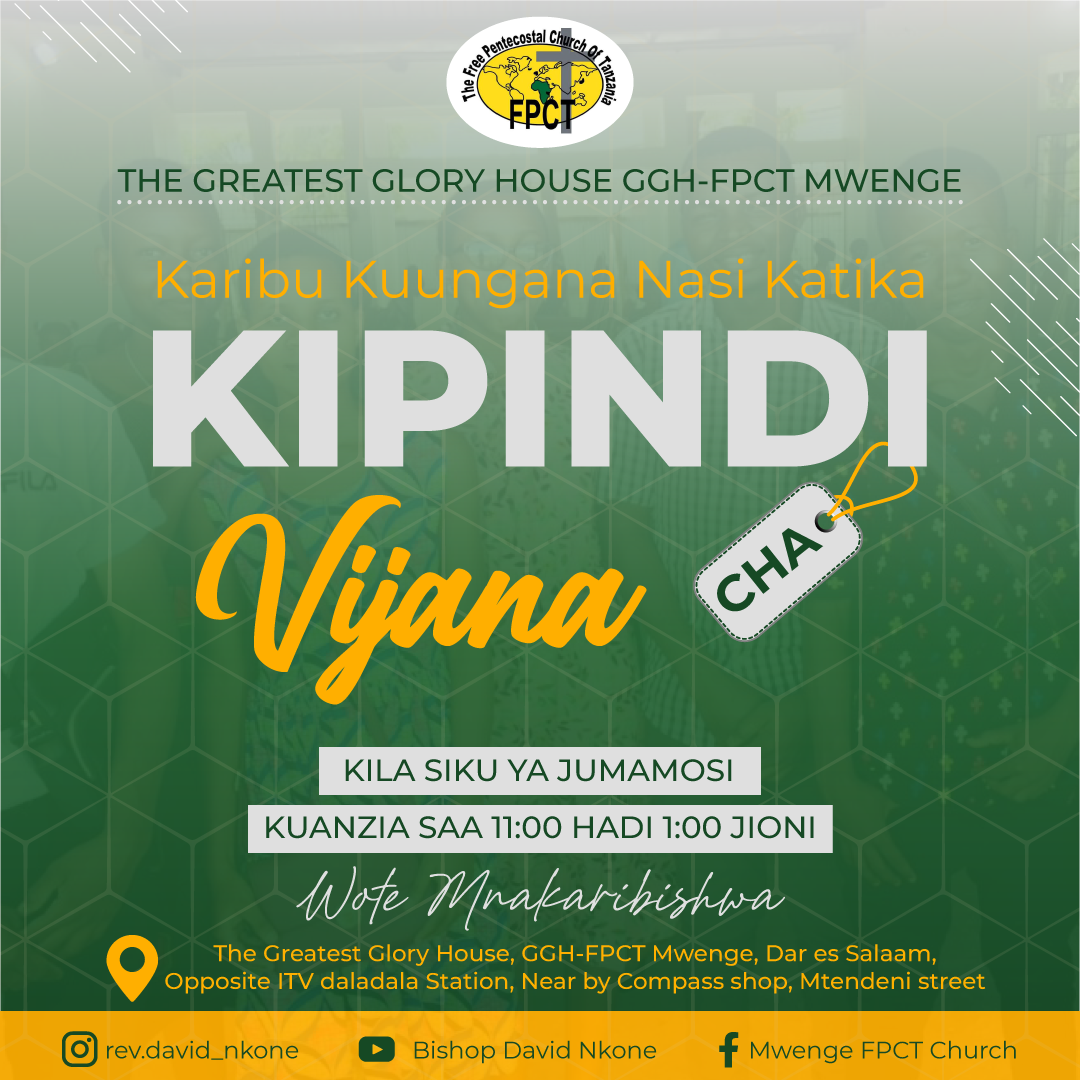 The Free Pentecostal Church Of Tanzania
FPCT
THE GREATEST GLORY HOUSE GGH-FPCT MWENGE
Karibu Kuungana Nasi Katika
KIPINDI
CHA
Vijana
KILA SIKU YA JUMAMOSI
KUANZIA SAA 11:00 HADI 1:00 JIONI
Wote Mnakaribishwa
The Greatest Glory House, GGH-FPCT Mwenge, Dar es Salaam,
Opposite ITV daladala Station, Near by Compass shop, Mtendeni street
rev.david_nkone
Bishop David Nkone
Mwenge FPCT Church
FILA